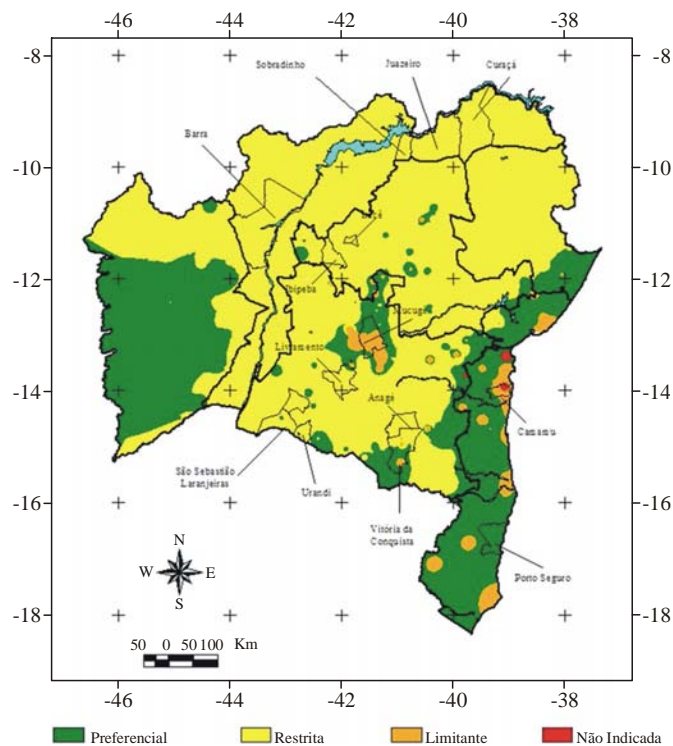 -46 -44 -42 -40 -38
-8 -8
Sobradinho Juazeiro Curaçá
Barra
-10 -10
-12 -12
Ibipeba
Mucugê
Livramento
-14 -14
Anagé
Camamu
São Sebastião
Laranjeiras
Urandi
-16 -16
Vitória da
Conquista
N
W E
S
Porto Seguro
-18 -18
50 0 50 100 Km
-46 -44 -42 -40 -38
Preferencial Restrita Limitante Não Indicada